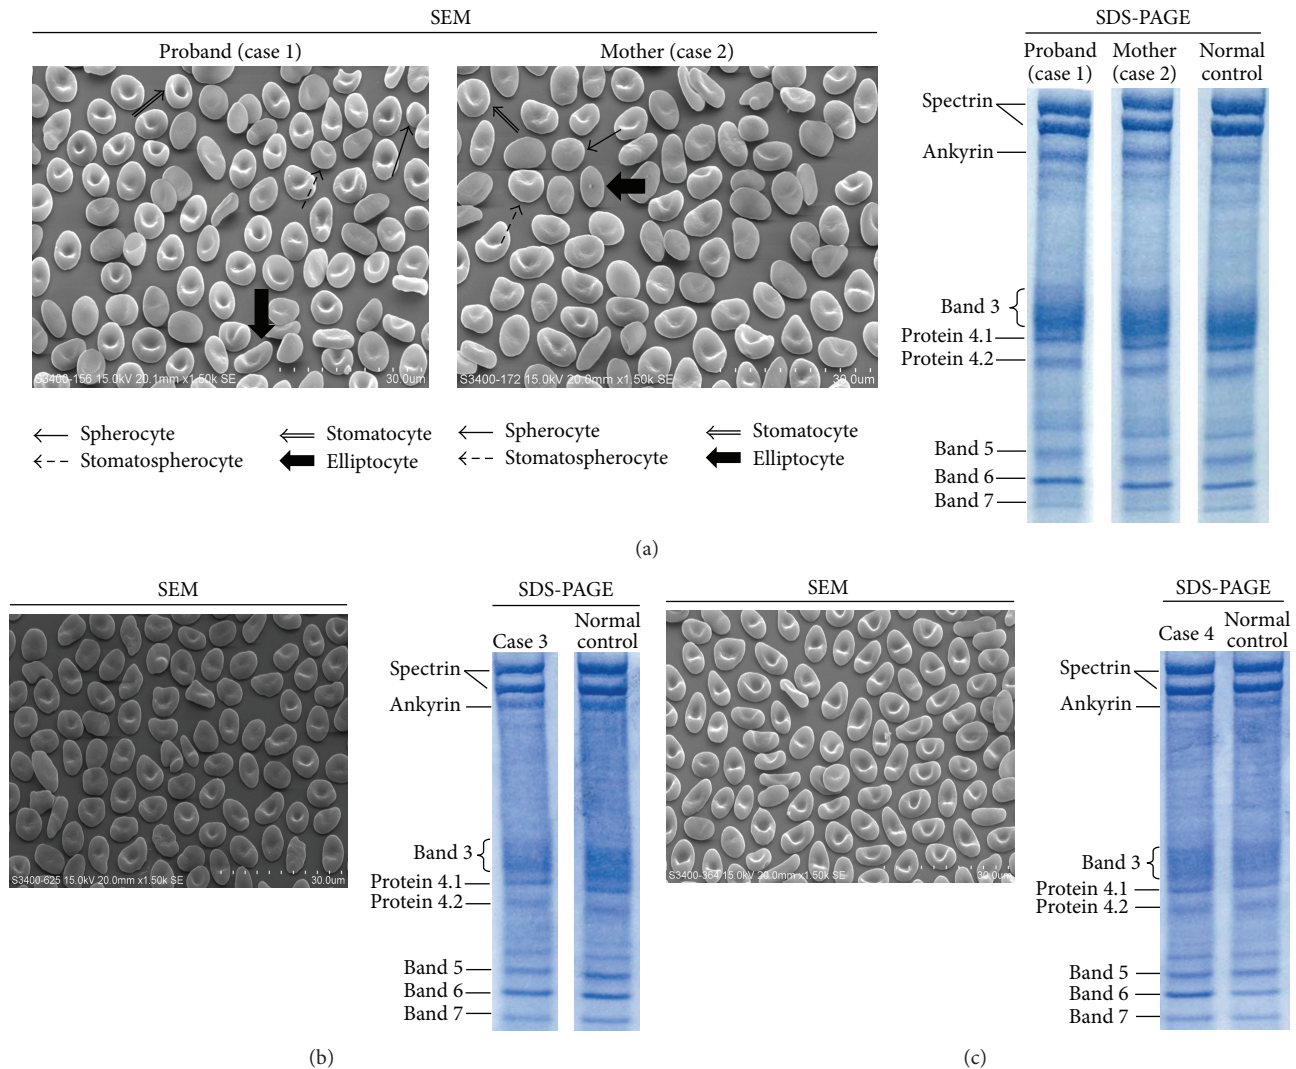 SEM
Proband (case 1)
Mother (case 2)
S3400-156 15.0kV 20.1mm x1.50k SE
30.0um
S3400-172 15.0kV 20.0mm x1.50k SE
30.0um
Spherocyte
Stomatocyte
Stomatospherocyte
Elliptocyte
Spherocyte
Stomatocyte
Stomatospherocyte
Elliptocyte
SDS-PAGE
Proband
(case 1)
Mother
(case 2)
Normal
control
Spectrin
Ankyrin
Band 3
Protein 4.1
Protein 4.2
Band 5
Band 6
Band 7
(a)
SEM
S3400-625 15.0kV 20.0mm x1.50k SE
30.0um
SDS-PAGE
Case 3
Normal
control
Spectrin
Ankyrin
Band 3
Protein 4.1
Protein 4.2
Band 5
Band 6
Band 7
(b)
SEM
S3400-364 15.0kV 20.0mm x1.50k SE
30.0um
SDS-PAGE
Case 4
Normal
control
Spectrin
Ankyrin
Band 3
Protein 4.1
Protein 4.2
Band 5
Band 6
Band 7
(c)